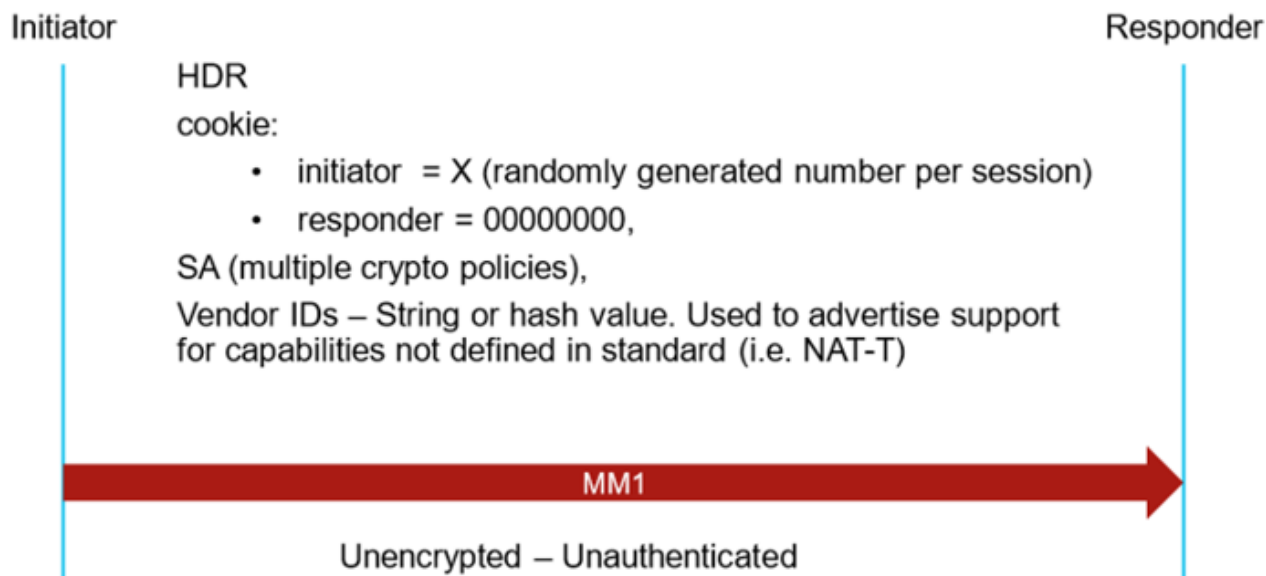 Initiator
Responder
HDR
cookie:
• initiator = X (randomly generated number per session)
• responder = 00000000,
SA (multiple crypto policies),
Vendor IDs – String or hash value. Used to advertise support
for capabilities not defined in standard (i.e. NAT-T)
MM1
Unencrypted – Unauthenticated